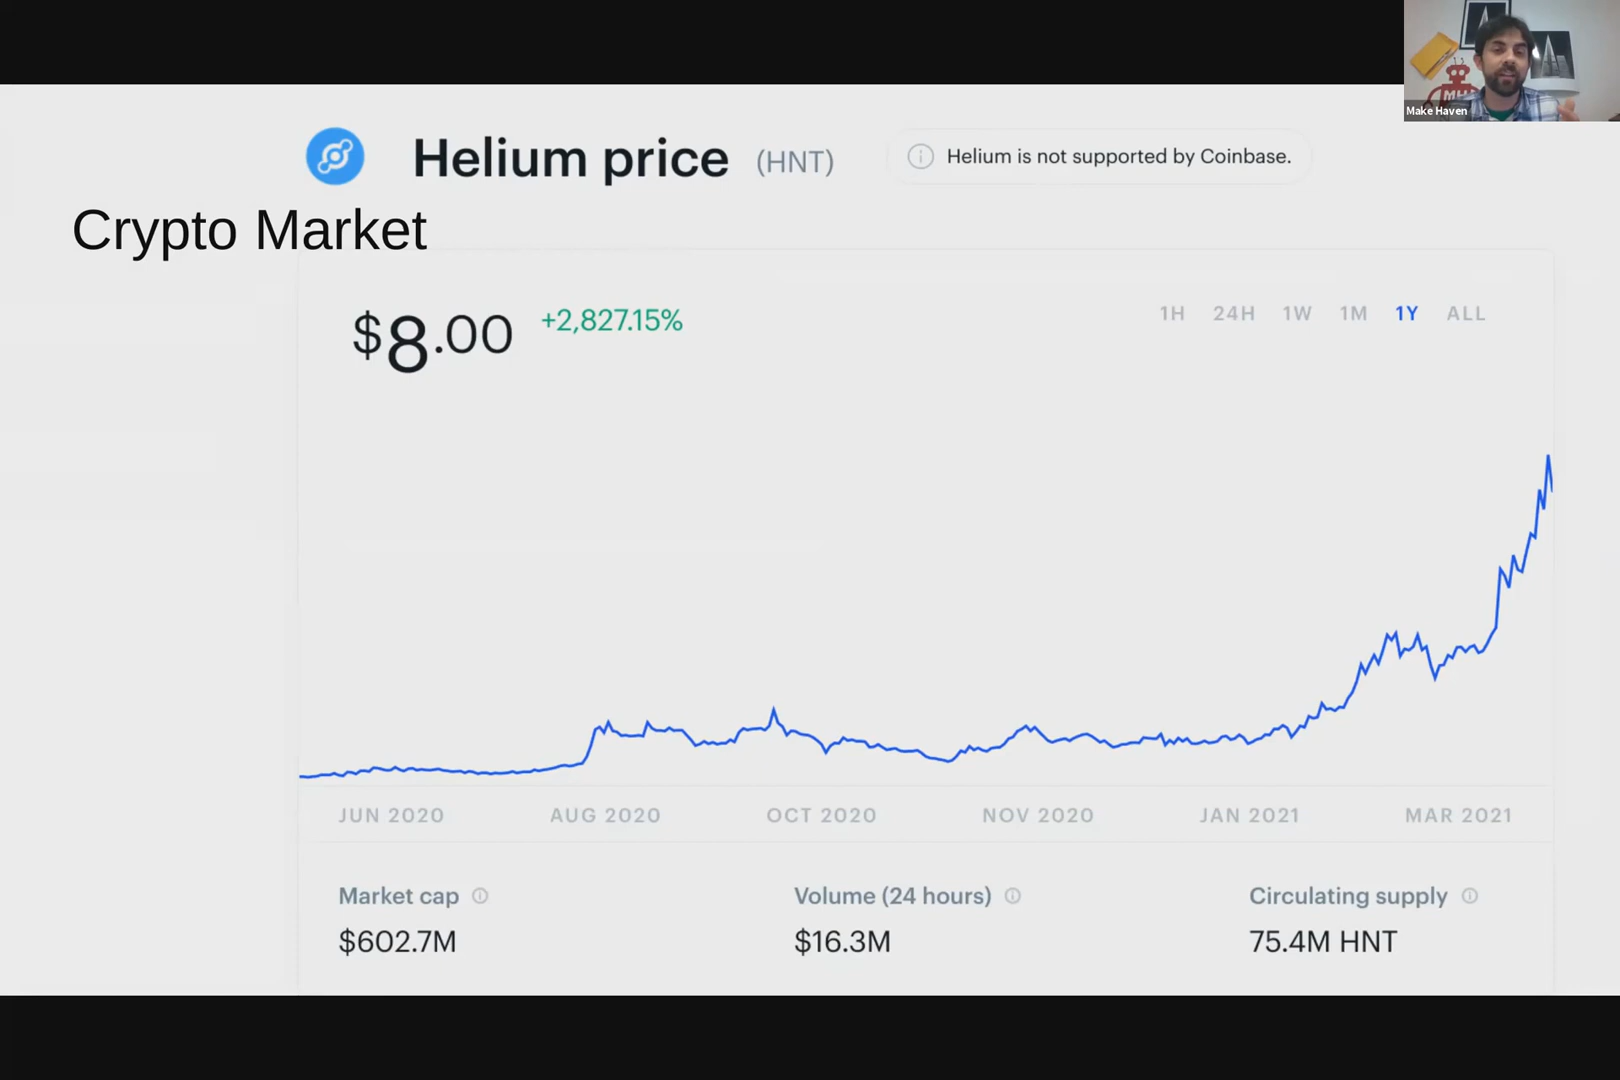 Make Haven
MH
Helium price (HNT)
Helium is not supported by Coinbase.
Crypto Market
$8.00 +2,827.15%
1H 24H 1W 1M 1Y ALL
JUN 2020 AUG 2020 OCT 2020 NOV 2020 JAN 2021 MAR 2021
Market cap Volume (24 hours) Circulating supply
$602.7M $16.3M 75.4M HNT